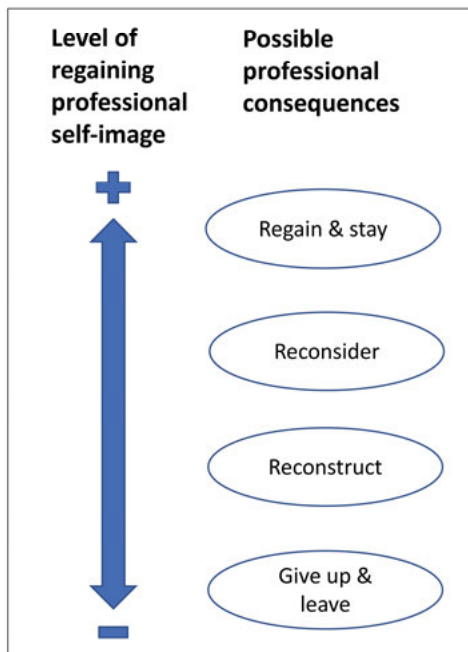 Level of
regaining
professional
self-image
Possible
professional
consequences
Regain & stay
Reconsider
Reconstruct
Give up &
leave